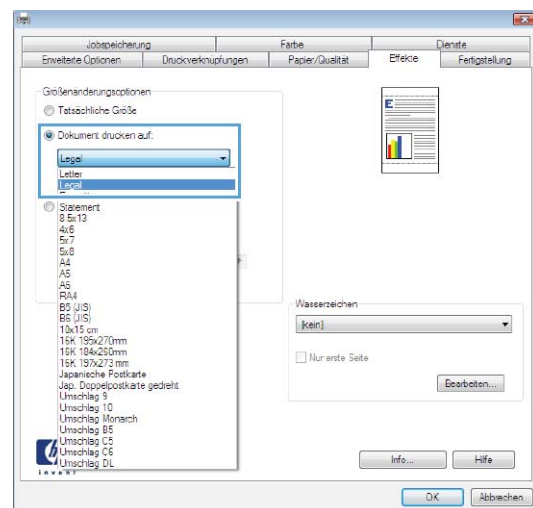 Jobspeicherung
Farbe
Dienste
Erweiterte Optionen
Druckverknüpfungen
Papier/Qualität
Effekte
Fertigstellung
Größenänderungsoptionen
Tatsächliche Größe
Dokument drucken auf:
Legal
Letter
Legal
Statement
8.5x13
4x6
5x7
5x8
A4
A5
A6
RA4
B5 (JIS)
B6 (JIS)
10x15 cm
16K 195x270mm
16K 184x260mm
16K 197x273 mm
Japanische Postkarte
Jap. Doppelpostkarte gedreht
Umschlag 9
Umschlag 10
Umschlag Monarch
Umschlag B5
Umschlag C5
Umschlag C6
Umschlag DL
E
Wasserzeichen
[kein]
Nur erste Seite
Bearbeiten...
Info...
Hilfe
OK
Abbrechen